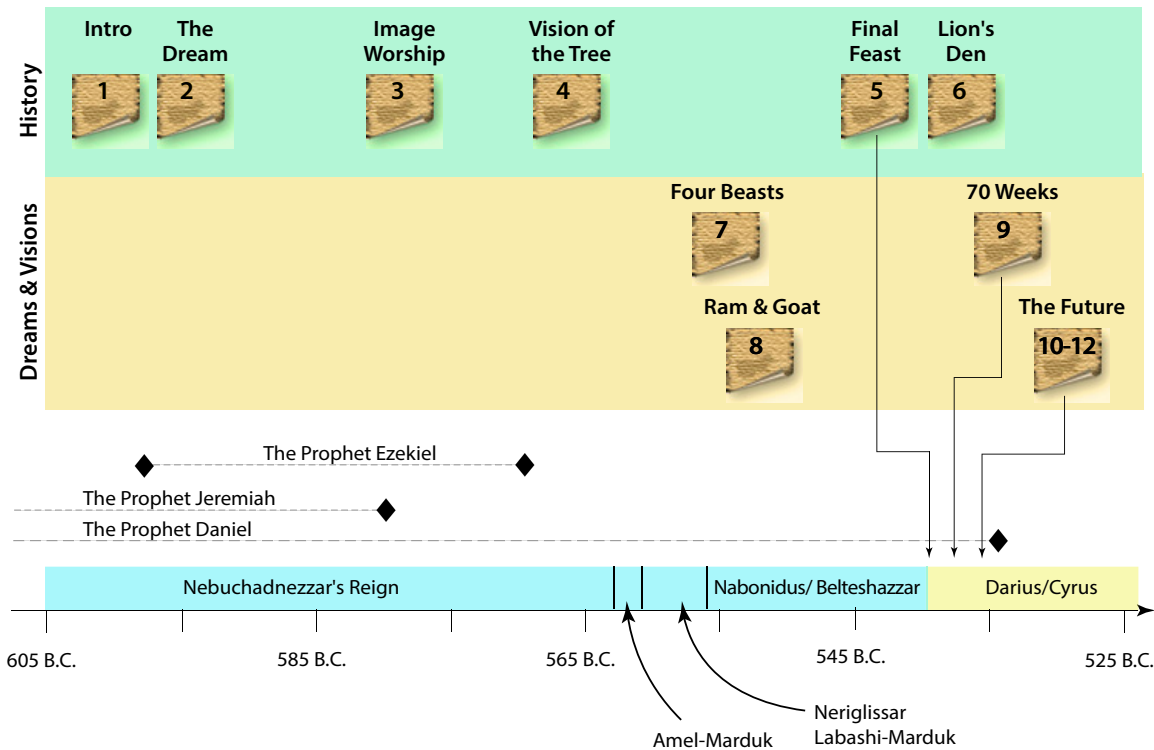 History
Intro
The
Dream
Image
Worship
Vision of
the Tree
Final
Feast
Lion's
Den
1
2
3
4
5
6
Dreams & Visions
Four Beasts
7
70 Weeks
9
Ram & Goat
8
The Future
10-12
The Prophet Ezekiel
The Prophet Jeremiah
The Prophet Daniel
Nebuchadnezzar's Reign
Nabonidus/ Belteshazzar
Darius/Cyrus
605 B.C.
585 B.C.
565 B.C.
545 B.C.
525 B.C.
Amel-Marduk
Neriglissar
Labashi-Marduk